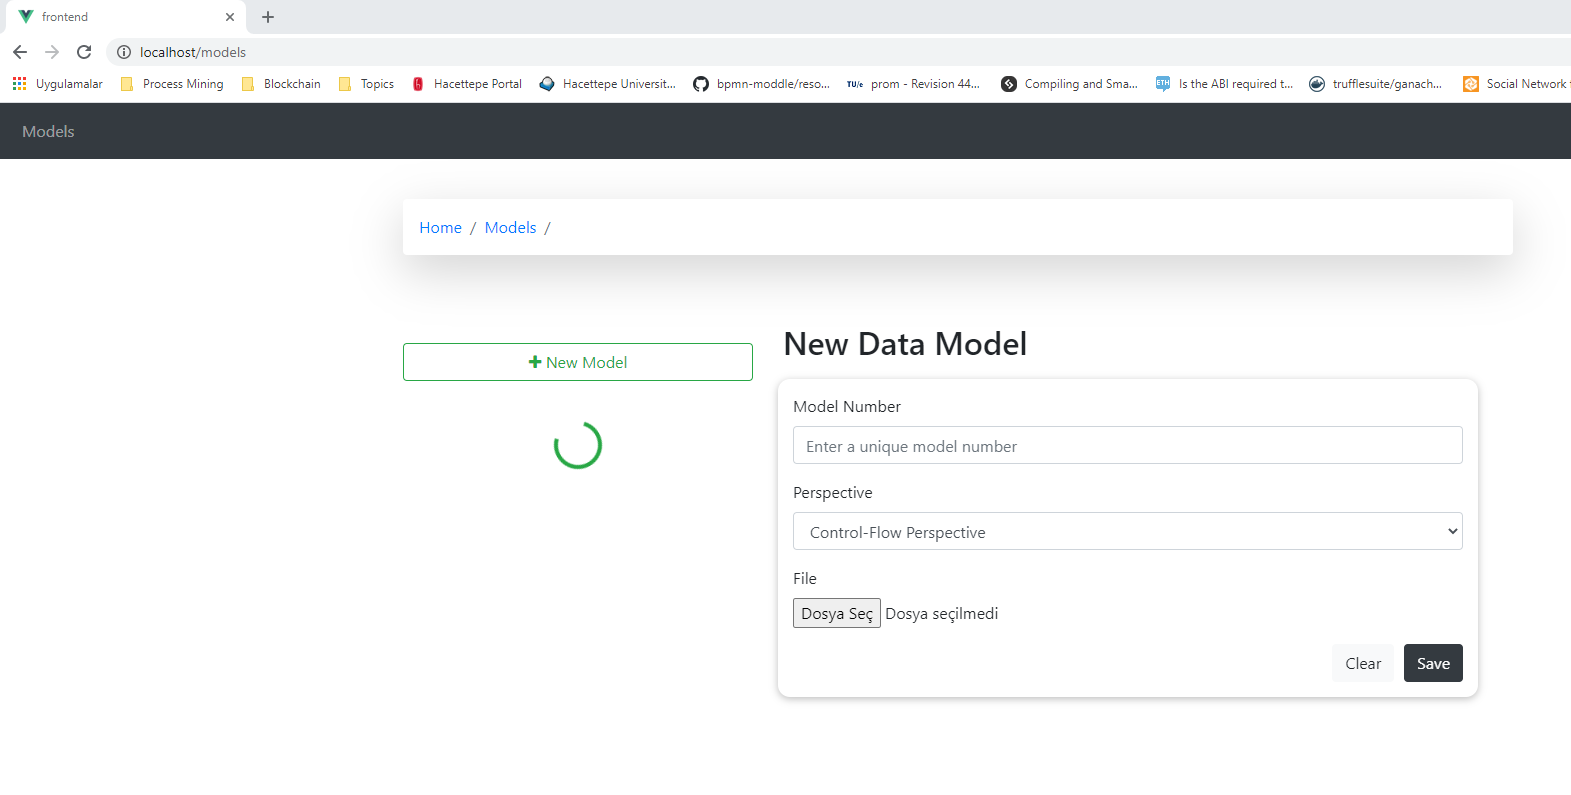 frontend
localhost/models
Uygulamalar Process Mining Blockchain Topics Hacettepe Portal Hacettepe Universit... bpmn-moddle/reso... TU/e prom - Revision 44... Compiling and Sma... ETH Is the ABI required t... trufflesuite/ganach... Social Network
Models
Home / Models /
New Data Model
New Model
Model Number
Enter a unique model number
Perspective
Control-Flow Perspective
File
Dosya Seç Dosya seçilmedi
Clear Save